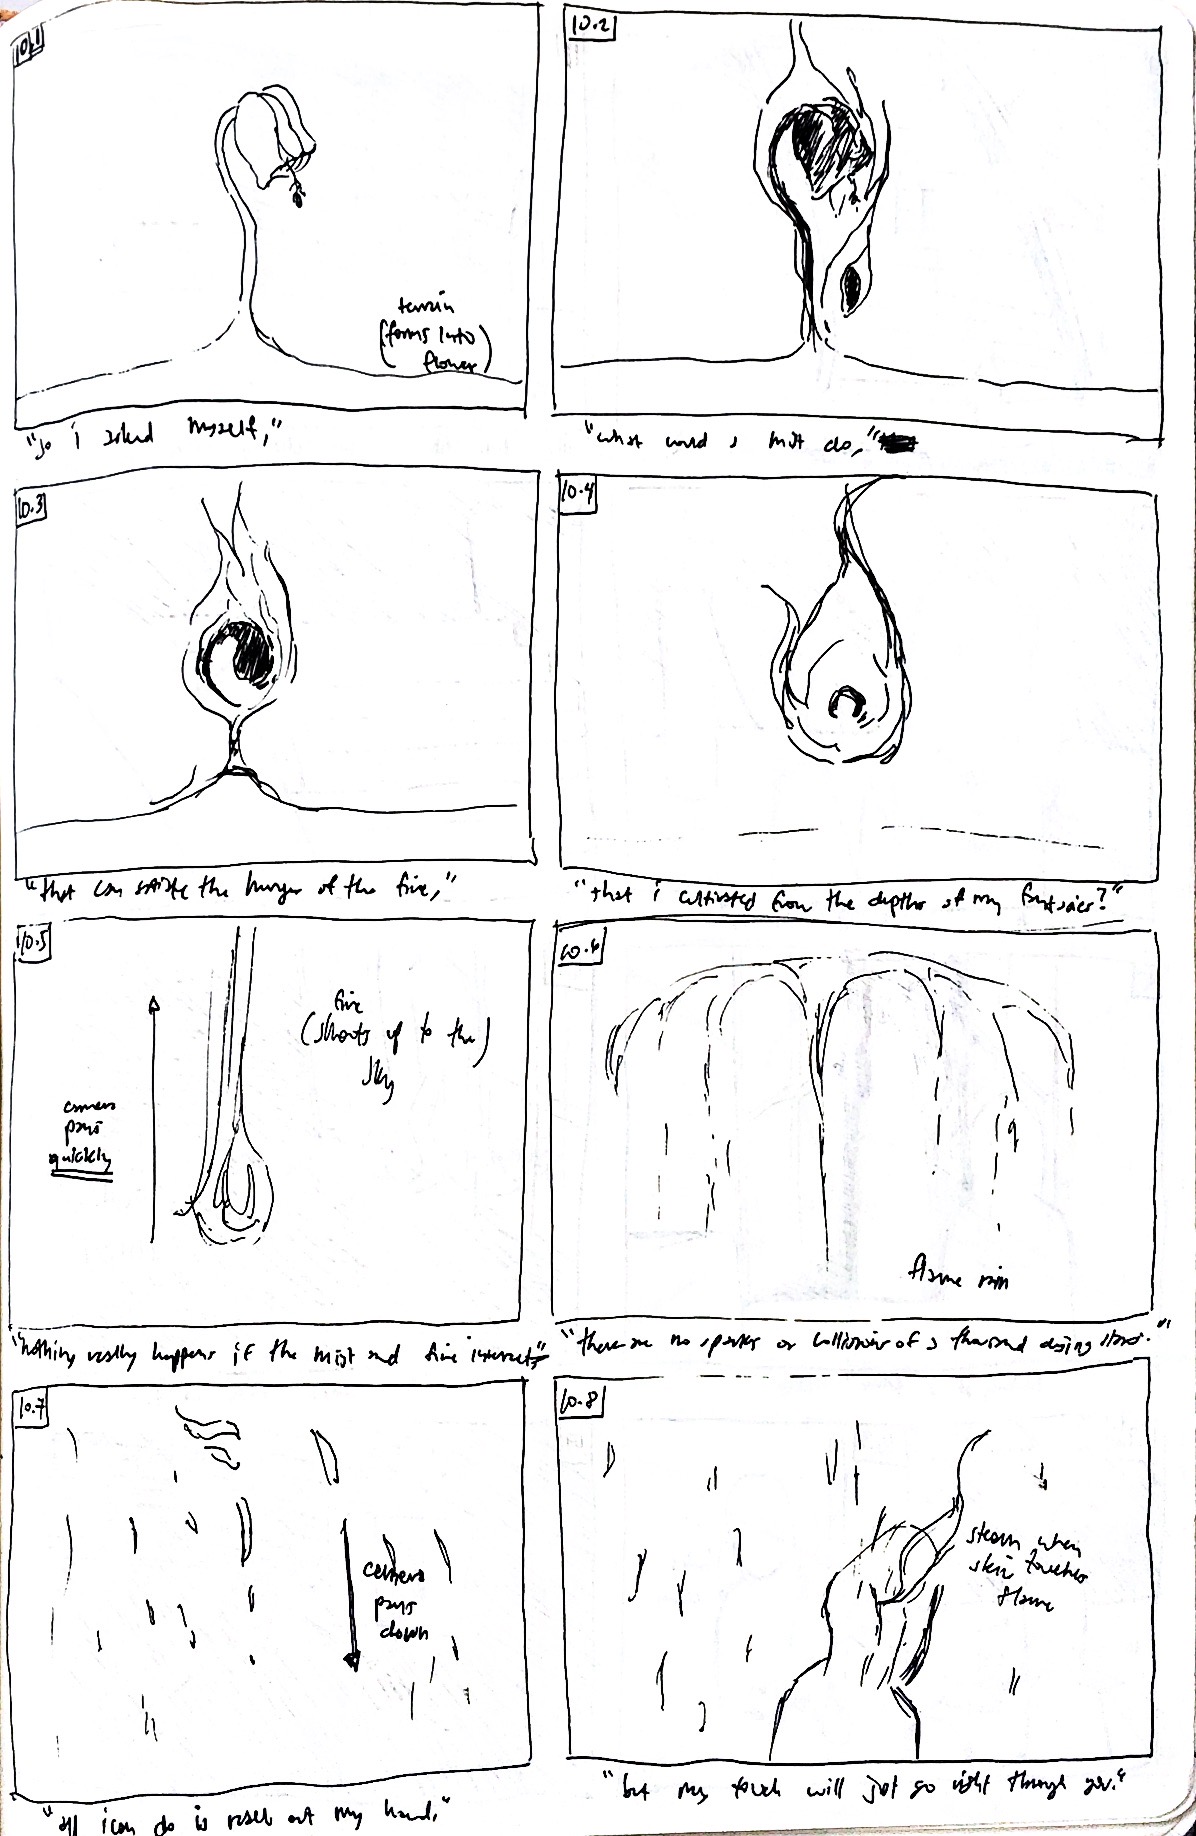 10.1
terrain
(forms into)
flower
"so i asked myself,"
10.2
"what would a mist do,"
10.3
"that can satiate the hunger of the fire,"
10.4
"that i cultivated from the depths of my fantasies?"
10.5
camera
pans
quickly
fire
(shoots up to the)
sky
"nothing really happens if the mist and fire intersect"
10.6
flame rain
"there are no sparks or collisions of a thousand dying stars."
10.7
camera
pans
down
"all i can do is reach out my hand,"
10.8
steam when
skin touches
flame
"but my touch will just go right through you."